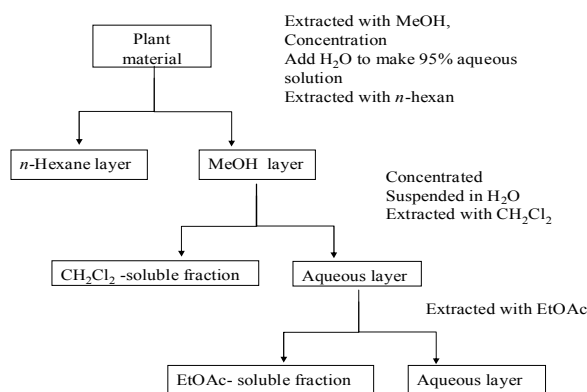 Extracted with MeOH,
Concentration
Add H₂O to make 95% aqueous
solution
Extracted with n-hexan
Plant
material
n-Hexane layer
MeOH layer
Concentrated
Suspended in H₂O
Extracted with CH₂Cl₂
CH₂Cl₂ -soluble fraction
Aqueous layer
Extracted with EtOAc
EtOAc- soluble fraction
Aqueous layer